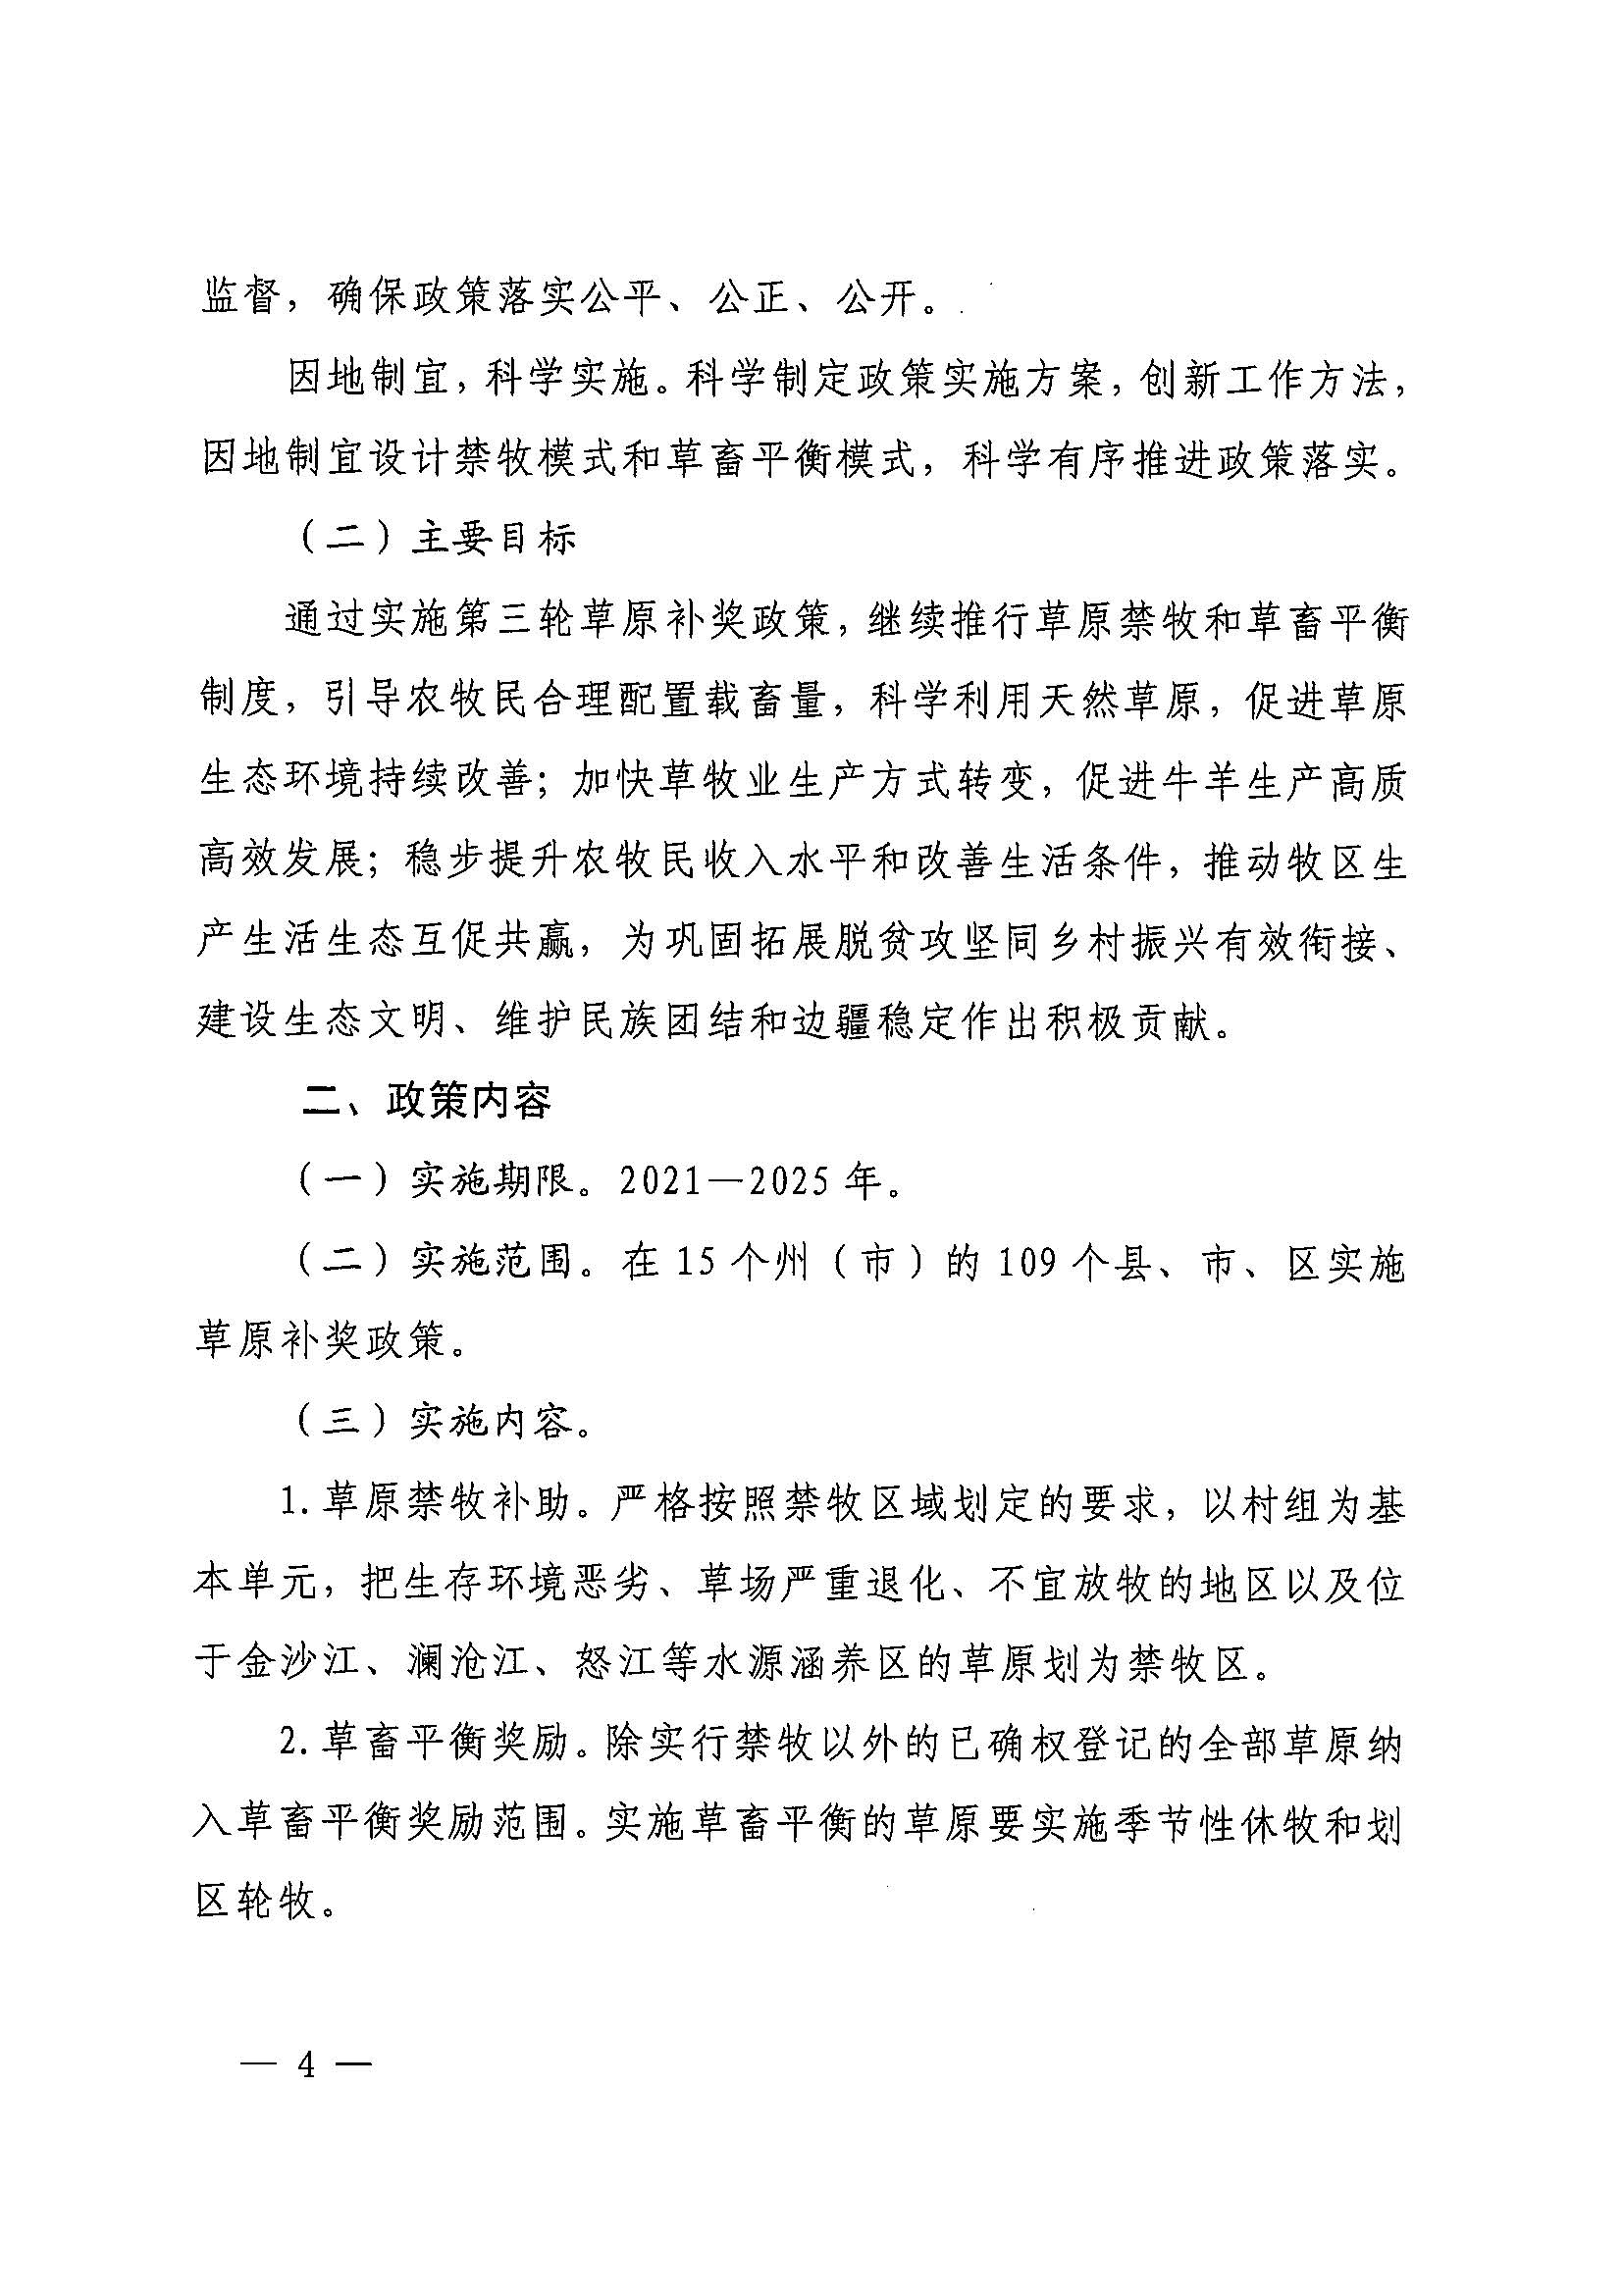 监督，确保政策落实公平、公正、公开。
因地制宜，科学实施。科学制定政策实施方案，创新工作方法，
因地制宜设计禁牧模式和草畜平衡模式，科学有序推进政策落实。
（二）主要目标
通过实施第三轮草原补奖政策，继续推行草原禁牧和草畜平衡
制度，引导农牧民合理配置载畜量，科学利用天然草原，促进草原
生态环境持续改善；加快草牧业生产方式转变，促进牛羊生产高质
高效发展；稳步提升农牧民收入水平和改善生活条件，推动牧区生
产生活生态互促共赢，为巩固拓展脱贫攻坚同乡村振兴有效衔接、
建设生态文明、维护民族团结和边疆稳定作出积极贡献。
二、政策内容
（一）实施期限。2021—2025 年。
（二）实施范围。在 15 个州（市）的 109 个县、市、区实施
草原补奖政策。
（三）实施内容。
1. 草原禁牧补助。严格按照禁牧区域划定的要求，以村组为基
本单元，把生存环境恶劣、草场严重退化、不宜放牧的地区以及位
于金沙江、澜沧江、怒江等水源涵养区的草原划为禁牧区。
2. 草畜平衡奖励。除实行禁牧以外的已确权登记的全部草原纳
入草畜平衡奖励范围。实施草畜平衡的草原要实施季节性休牧和划
区轮牧。
— 4 —